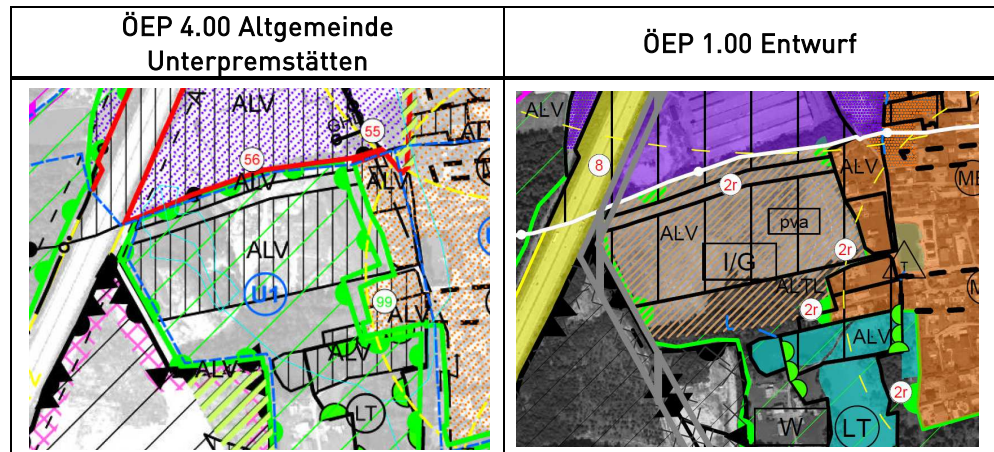 ÖEP 4.00 Altgemeinde
Unterpremstätten
ÖEP 1.00 Entwurf
ALV
55
56
ALV
ALV
ALV
99
ALV
ALV
ALV
LT
ALV
8
ALV
2r
ALV
pva
I/G
2r
T
ALTL
2r
ALV
2r
W
LT